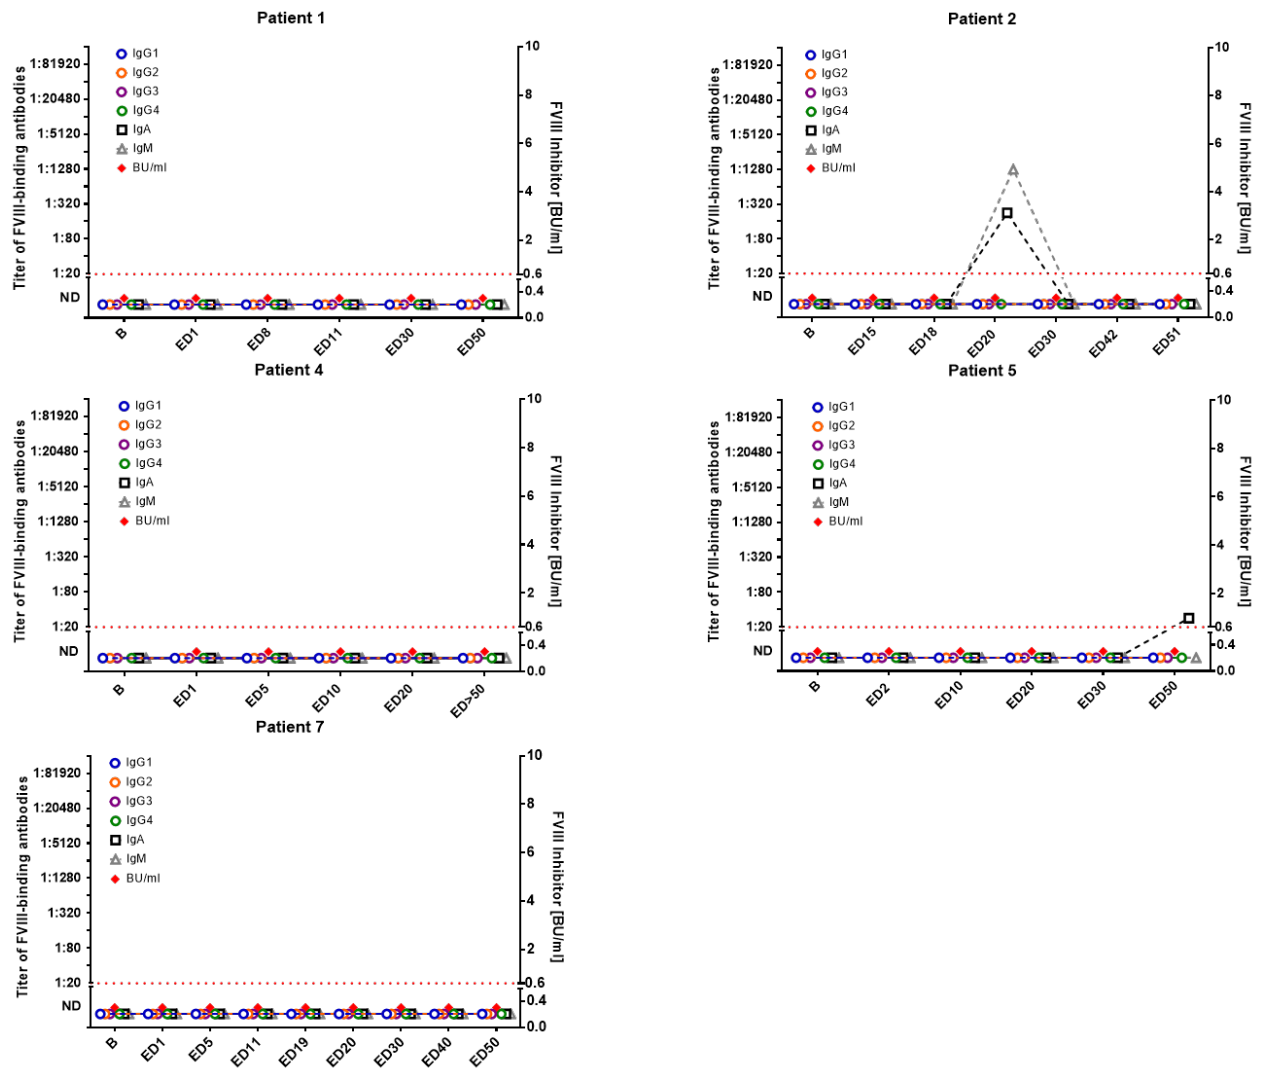 Patient 1
Titer of FVIII-binding antibodies
1:81920
1:20480
1:5120
1:1280
1:320
1:80
1:20
ND
IgG1
IgG2
IgG3
IgG4
IgA
IgM
BU/ml
10
8
6
4
2
0.6
0.4
0.0
FVIII Inhibitor [BU/ml]
B
ED1
ED8
ED11
ED30
ED50
Patient 2
Titer of FVIII-binding antibodies
1:81920
1:20480
1:5120
1:1280
1:320
1:80
1:20
ND
IgG1
IgG2
IgG3
IgG4
IgA
IgM
BU/ml
10
8
6
4
2
0.6
0.4
0.0
FVIII Inhibitor [BU/ml]
B
ED15
ED18
ED20
ED30
ED42
ED51
Patient 4
Titer of FVIII-binding antibodies
1:81920
1:20480
1:5120
1:1280
1:320
1:80
1:20
ND
IgG1
IgG2
IgG3
IgG4
IgA
IgM
BU/ml
10
8
6
4
2
0.6
0.4
0.0
FVIII Inhibitor [BU/ml]
B
ED1
ED5
ED10
ED20
ED>50
Patient 5
Titer of FVIII-binding antibodies
1:81920
1:20480
1:5120
1:1280
1:320
1:80
1:20
ND
IgG1
IgG2
IgG3
IgG4
IgA
IgM
BU/ml
10
8
6
4
2
0.6
0.4
0.0
FVIII Inhibitor [BU/ml]
B
ED2
ED10
ED20
ED30
ED50
Patient 7
Titer of FVIII-binding antibodies
1:81920
1:20480
1:5120
1:1280
1:320
1:80
1:20
ND
IgG1
IgG2
IgG3
IgG4
IgA
IgM
BU/ml
10
8
6
4
2
0.6
0.4
0.0
FVIII Inhibitor [BU/ml]
B
ED1
ED5
ED11
ED19
ED20
ED30
ED40
ED50